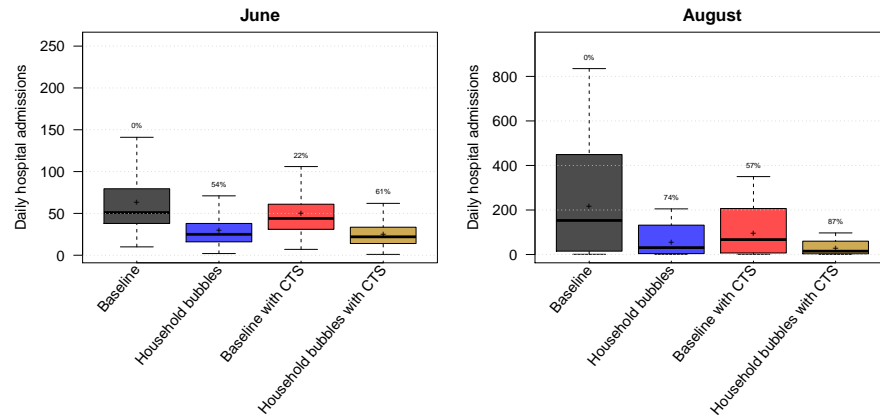 June
Daily hospital admissions
250
200
150
100
50
0
0%
54%
22%
61%
Baseline
Household bubbles
Baseline with CTS
Household bubbles with CTS
August
Daily hospital admissions
800
600
400
200
0
0%
74%
57%
87%
Baseline
Household bubbles
Baseline with CTS
Household bubbles with CTS